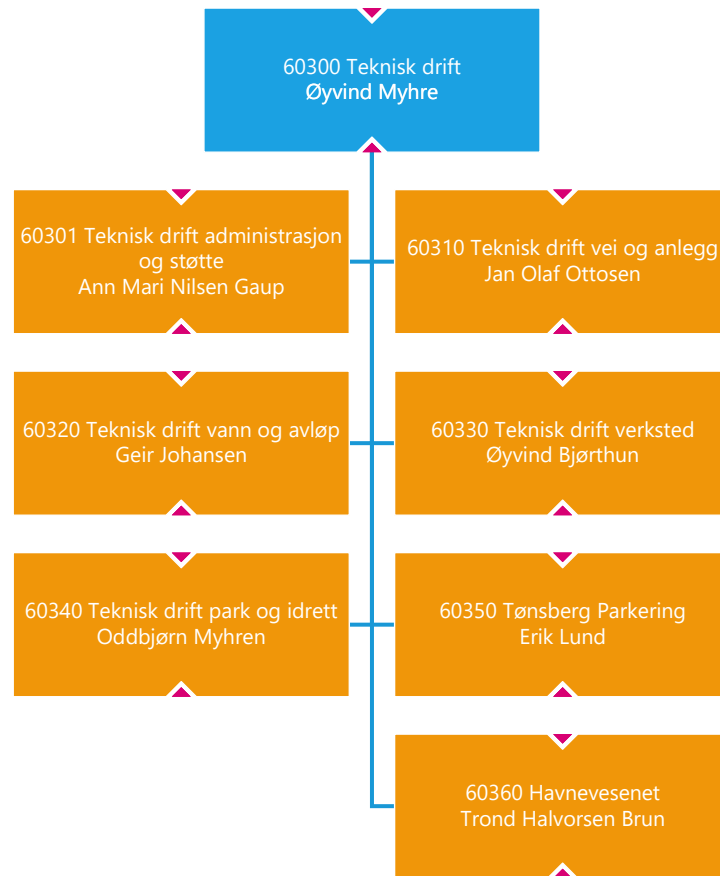 60300 Teknisk drift
Øyvind Myhre
60301 Teknisk drift administrasjon
og støtte
Ann Mari Nilsen Gaup
60310 Teknisk drift vei og anlegg
Jan Olaf Ottosen
60320 Teknisk drift vann og avløp
Geir Johansen
60330 Teknisk drift verksted
Øyvind Bjørthun
60340 Teknisk drift park og idrett
Oddbjørn Myhren
60350 Tønsberg Parkering
Erik Lund
60360 Havnevesenet
Trond Halvorsen Brun